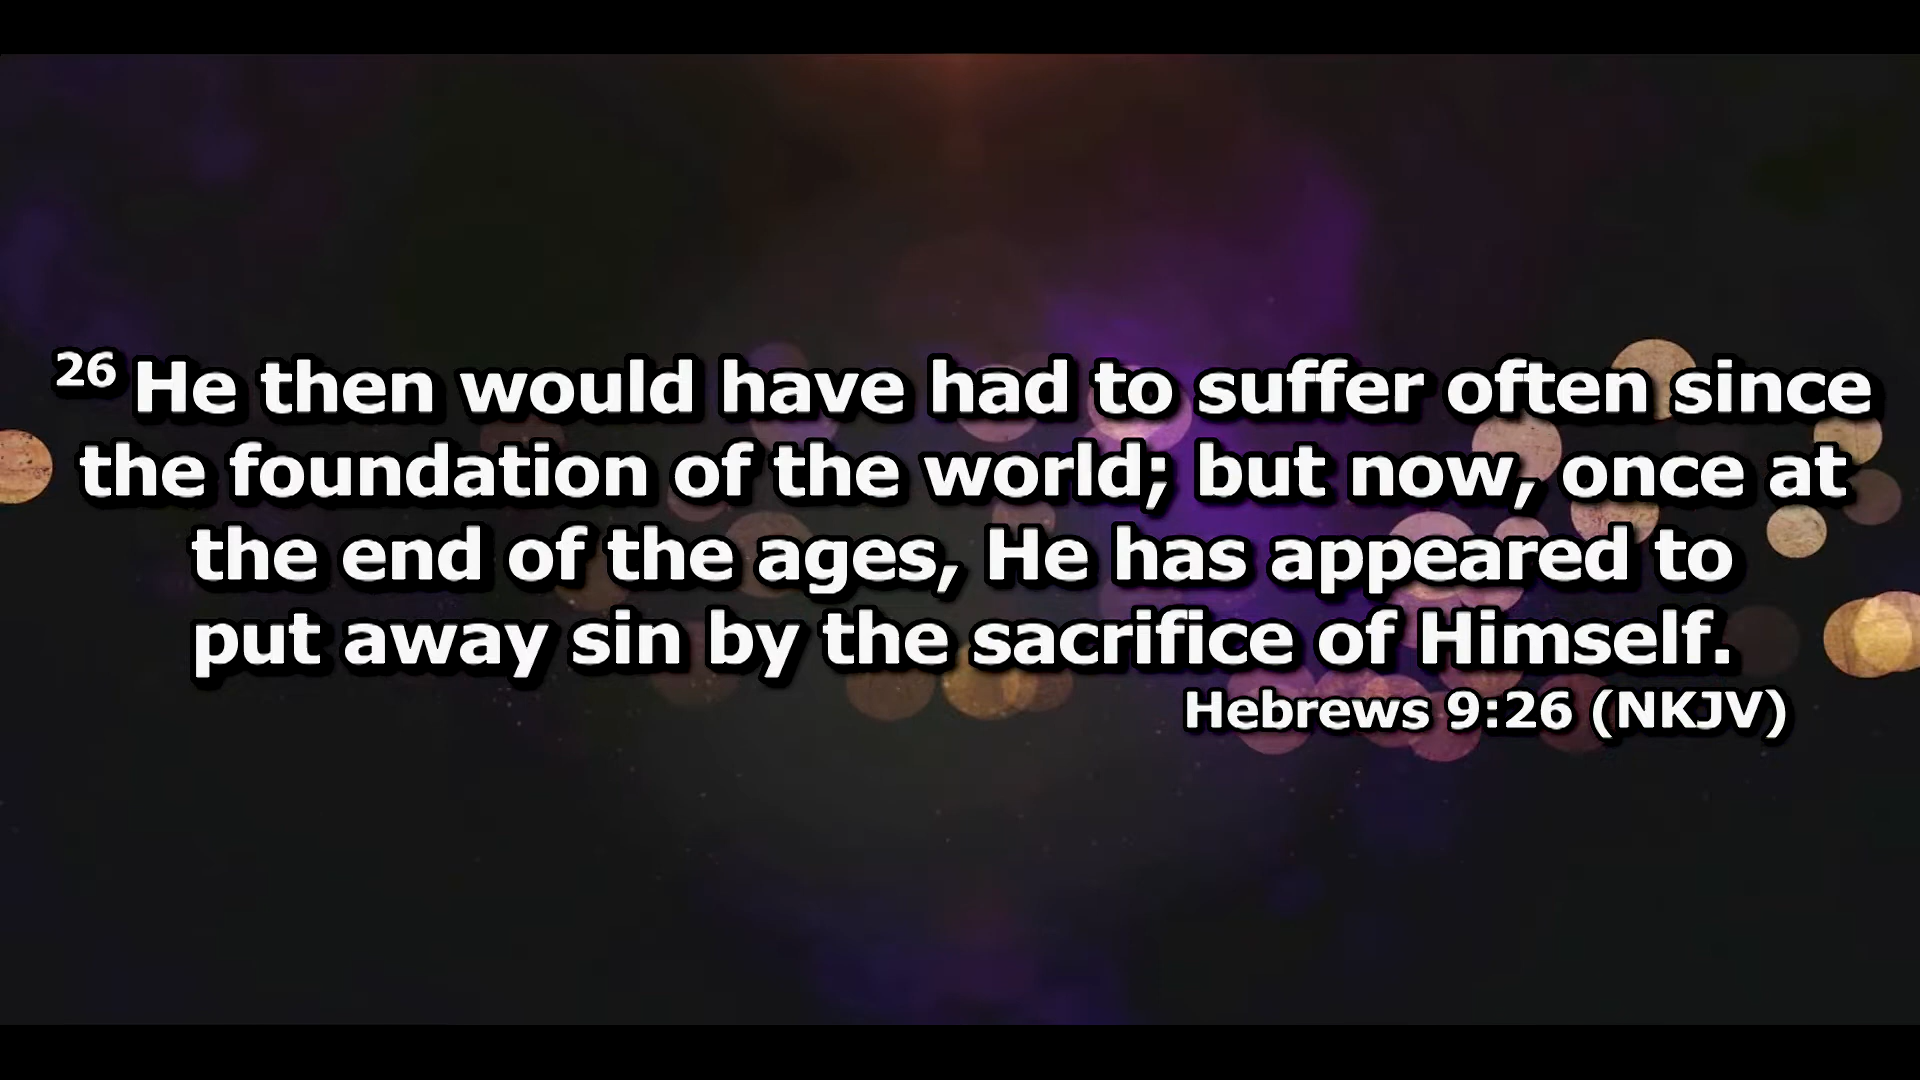 26 He then would have had to suffer often since
the foundation of the world; but now, once at
the end of the ages, He has appeared to
put away sin by the sacrifice of Himself.
Hebrews 9:26 (NKJV)